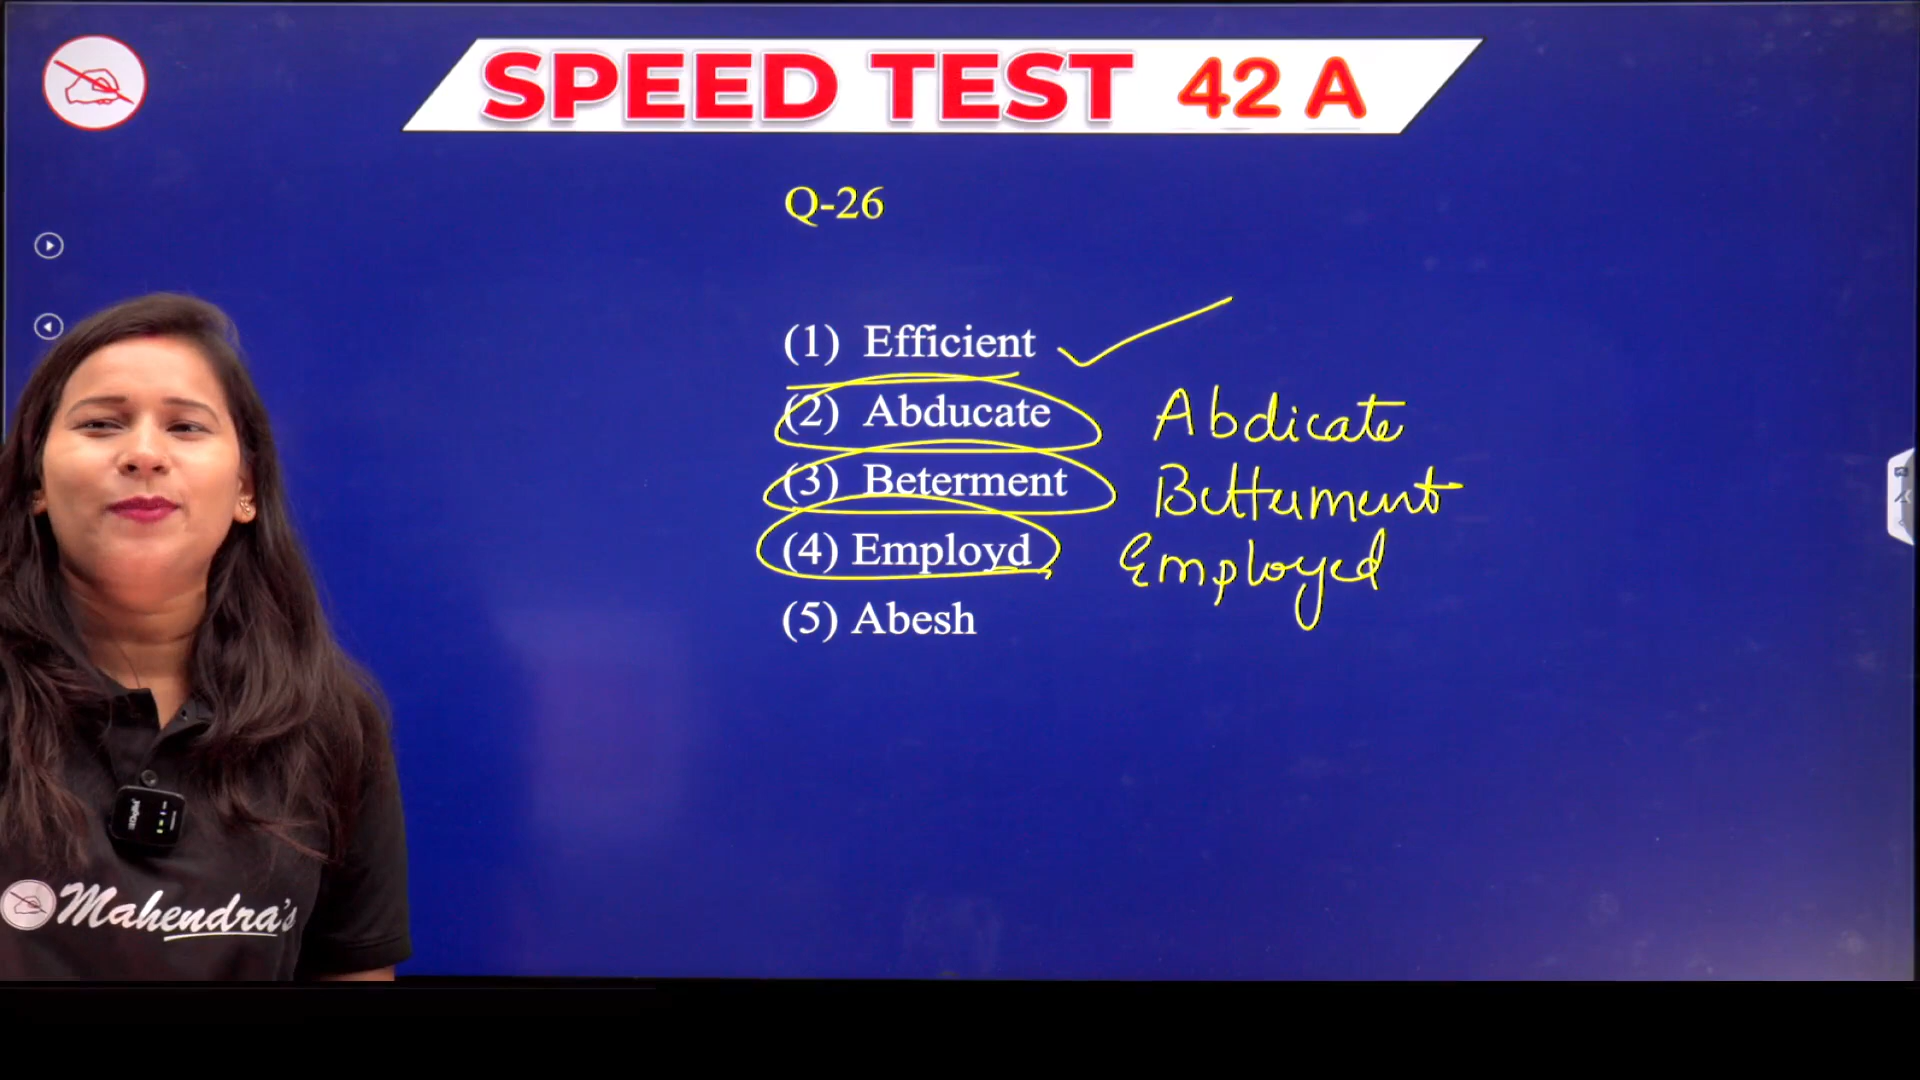 SPEED TEST 42 A
Q-26
(1) Efficient
(2) Abducate Abdicate
(3) Beterment Betterment
(4) Employd Employed
(5) Abesh
Mahendra's